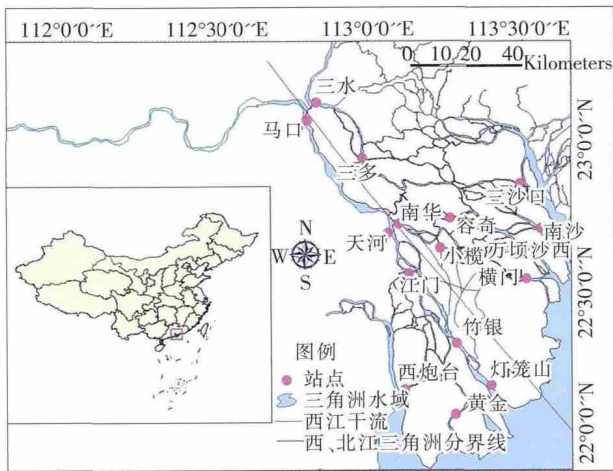 112°0′0″N 112°30′0″N 113°0′0″N 113°30′0″N
0 10 20 40
Kilometers
三水
马口
三多
三沙口
南华
容奇
南沙
天河
小榄
万顷沙西
横门
江门
竹银
西炮台
灯笼山
黄金
N
W E
S
图例
站点
三角洲水域
西江干流
西、北江三角洲分界线
23°0′0″N
22°30′0″N
22°0′0″N